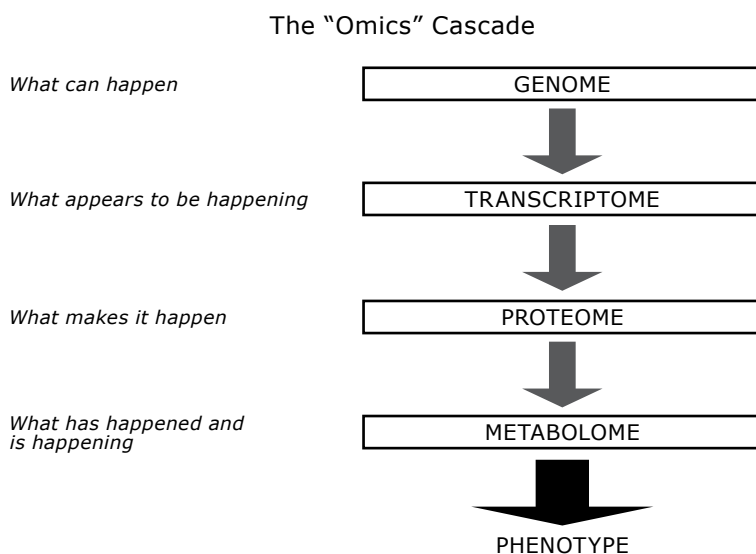 The “Omics” Cascade
What can happen
GENOME
What appears to be happening
TRANSCRIPTOME
What makes it happen
PROTEOME
What has happened and
is happening
METABOLOME
PHENOTYPE